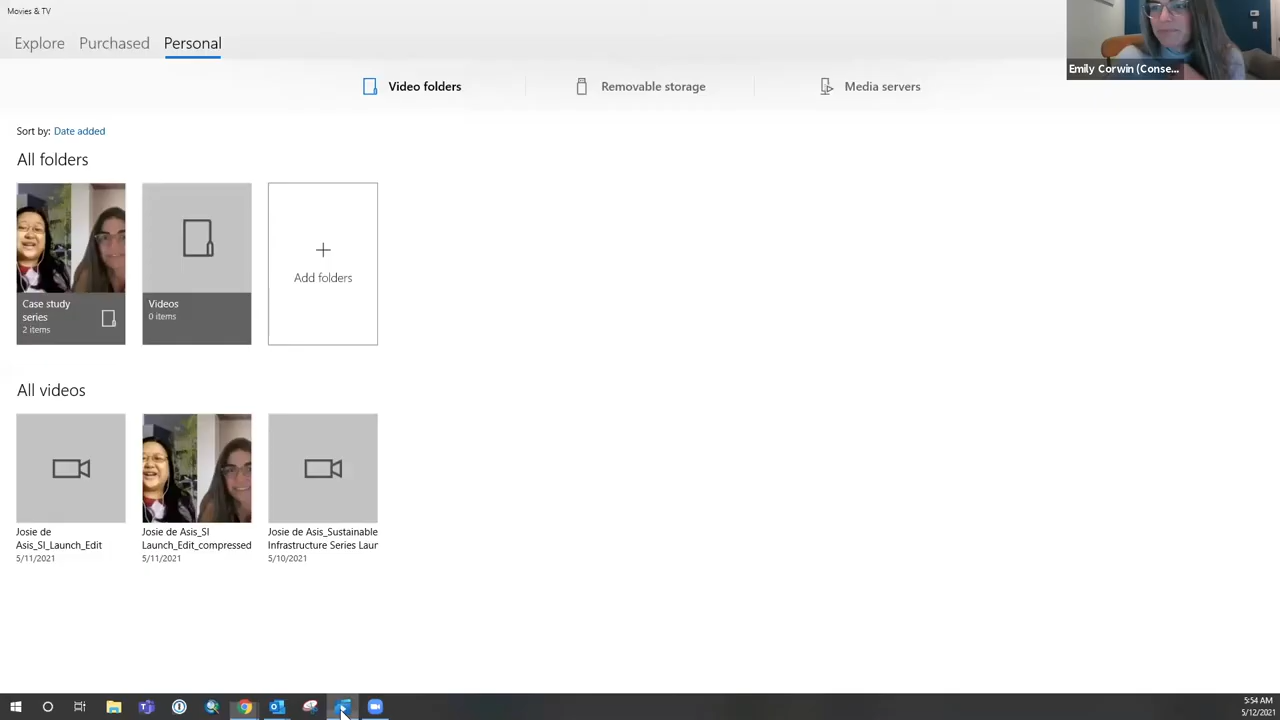 Movies & TV
Explore Purchased Personal
Emily Corwin (Conse...
Video folders Removable storage Media servers
Sort by: Date added
All folders
Case study
series
2 items
Videos
0 items
Add folders
All videos
Josie de
Asis_SI_Launch_Edit
5/11/2021
Josie de Asis_SI
Launch_Edit_compressed
5/11/2021
Josie de Asis_Sustainable
Infrastructure Series Laur
5/10/2021
5:54 AM
5/12/2021